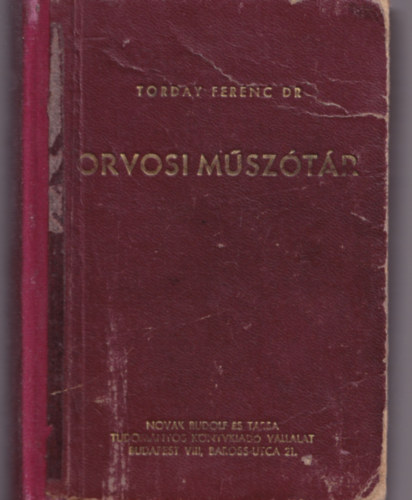 TORDAY FERENC DR
ORVOSI MŰSZÓTÁR
NOVAK RUDOLF ÉS TÁRSA
TUDOMÁNYOS KÖNYVKIADÓ VÁLLALAT
BUDAPEST VIII, BAROSS-UTCA 21.